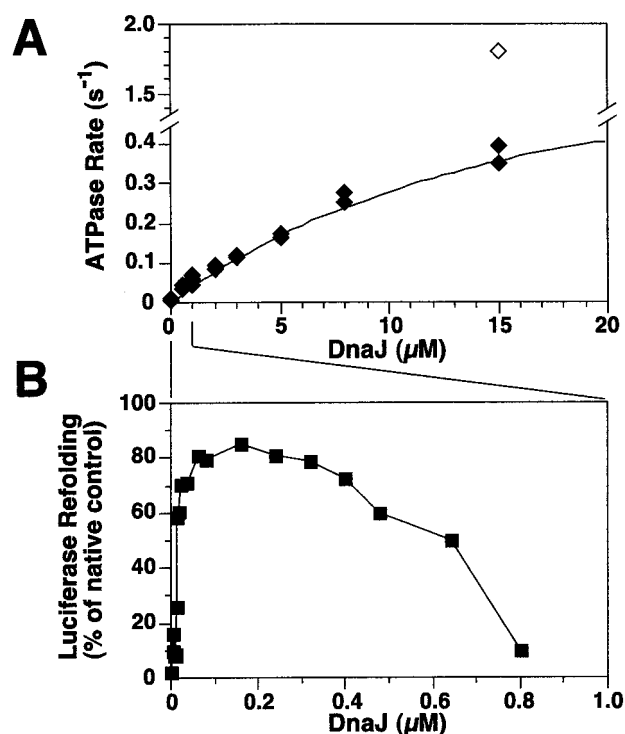 A
ATPase Rate (s⁻¹)
2.0
1.5
0.4
0.3
0.2
0.1
0
0 5 10 15 20
DnaJ (µM)
B
Luciferase Refolding
(% of native control)
100
80
60
40
20
0
0 0.2 0.4 0.6 0.8 1.0
DnaJ (µM)